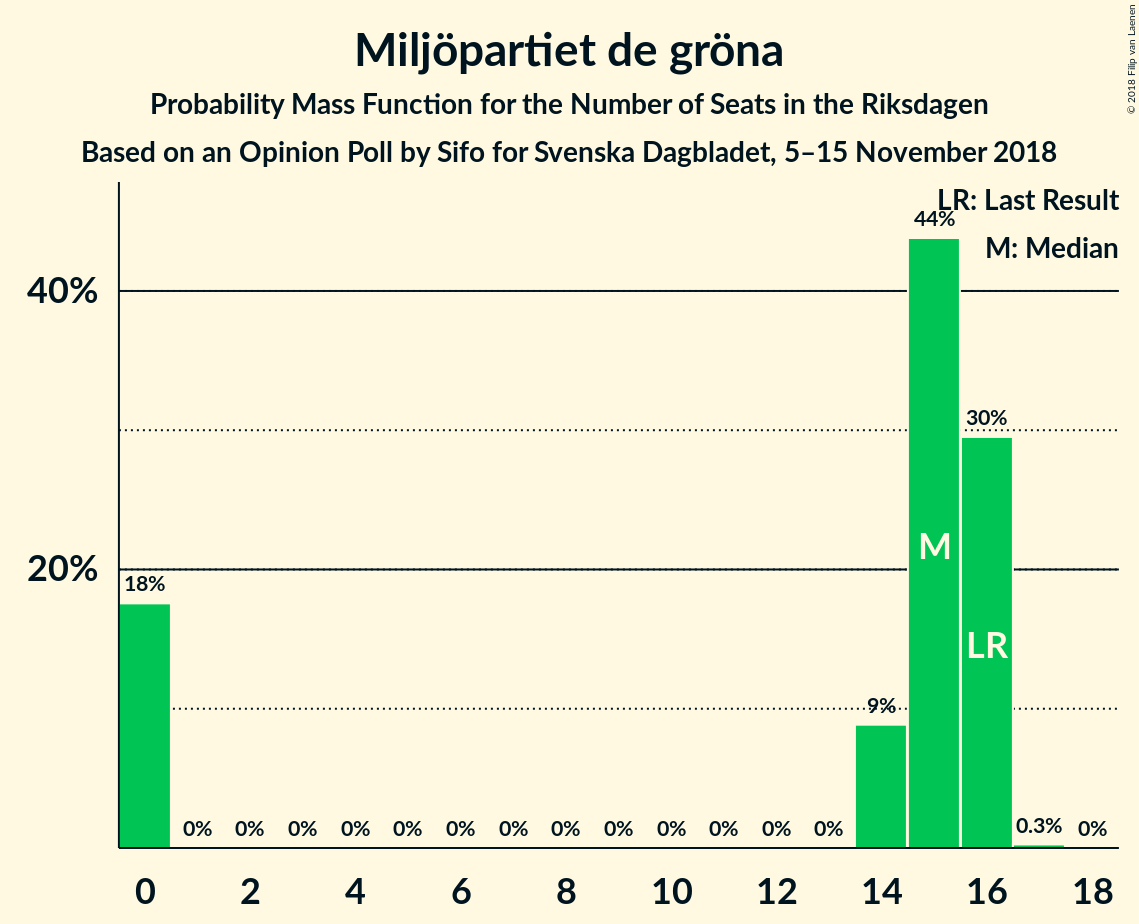 Miljöpartiet de gröna
Probability Mass Function for the Number of Seats in the Riksdagen
Based on an Opinion Poll by Sifo for Svenska Dagbladet, 5–15 November 2018
© 2018 Filip van Laenen
LR: Last Result
M: Median
40%
20%
18%
0%
0%
0%
0%
0%
0%
0%
0%
0%
0%
0%
0%
0%
9%
44%
30%
0.3%
0%
M
LR
0 2 4 6 8 10 12 14 16 18